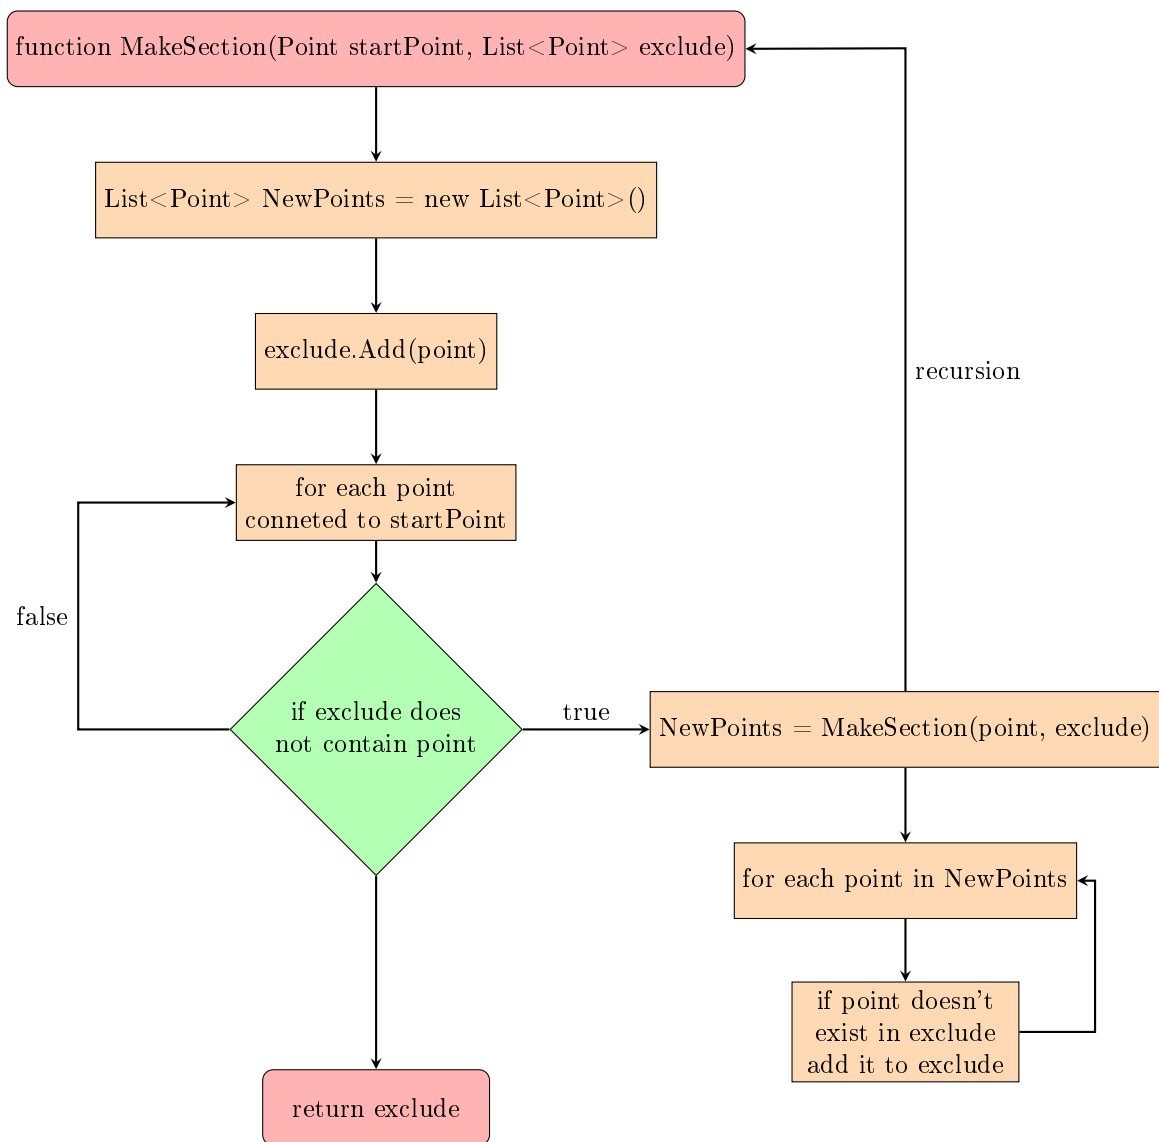 function MakeSection(Point startPoint, List<Point> exclude)
List<Point> NewPoints = new List<Point>()
exclude.Add(point)
recursion
for each point
conneted to startPoint
false
if exclude does
not contain point
true
NewPoints = MakeSection(point, exclude)
for each point in NewPoints
if point doesn't
exist in exclude
add it to exclude
return exclude